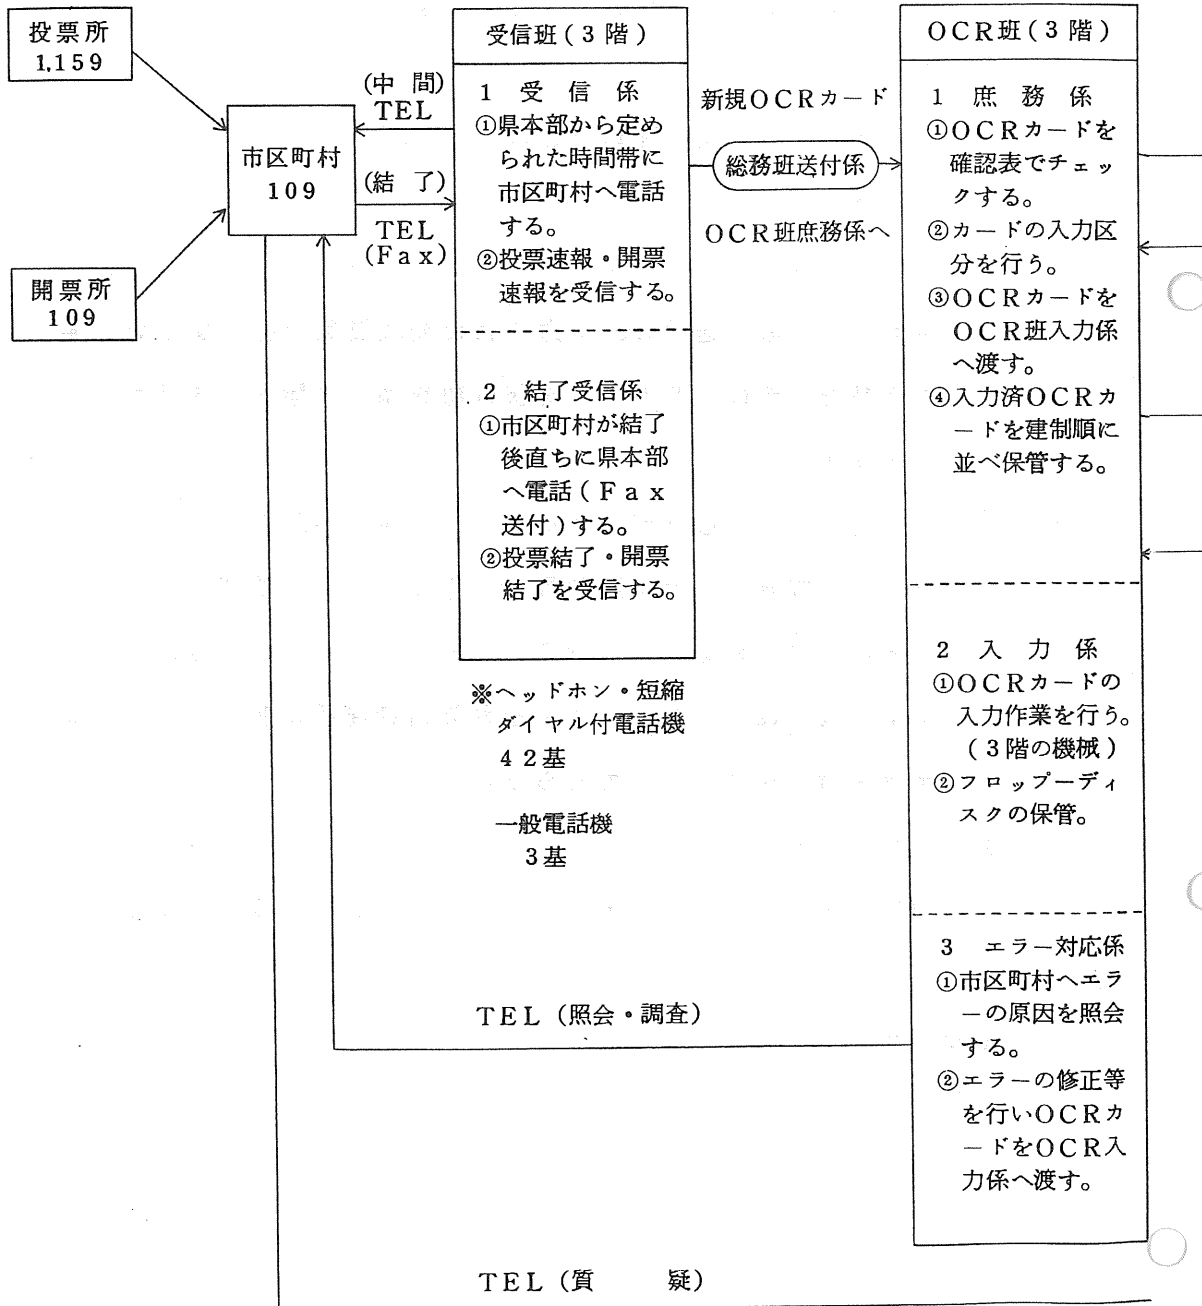 投票所
1,159
開票所
109
市区町村
109
(中 間)
TEL
(結 了)
TEL
(Fax)
受信班(3階)
1 受 信 係
①県本部から定め
られた時間帯に
市区町村へ電話
する。
②投票速報・開票
速報を受信する。
2 結了受信係
①市区町村が結了
後直ちに県本部
へ電話(Fax
送付)する。
②投票結了・開票
結了を受信する。
※ヘッドホン・短縮
ダイヤル付電話機
42基
一般電話機
3基
新規OCRカード
総務班送付係
OCR班庶務係へ
OCR班(3階)
1 庶 務 係
①OCRカードを
確認表でチェッ
クする。
②カードの入力区
分を行う。
③OCRカードを
OCR班入力係
へ渡す。
④入力済OCRカ
ードを建制順に
並べ保管する。
2 入 力 係
①OCRカードの
入力作業を行う。
(3階の機械)
②フロップーディ
スクの保管。
3 エラー対応係
①市区町村へエラ
ーの原因を照会
する。
②エラーの修正等
を行いOCRカ
ードをOCR入
力係へ渡す。
TEL(照会・調査)
TEL(質 疑)